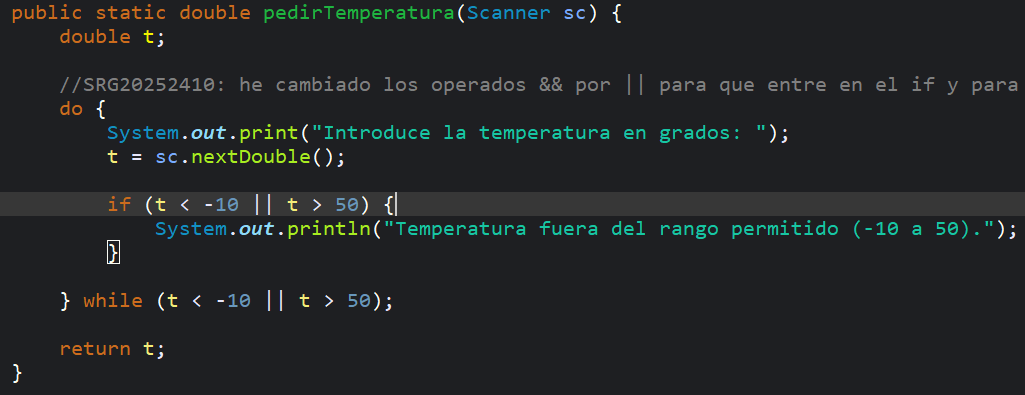 public static double pedirTemperatura(Scanner sc) {
double t;
//SRG20252410: he cambiado los operados && por || para que entre en el if y para
do {
System.out.print("Introduce la temperatura en grados: ");
t = sc.nextDouble();
if (t < -10 || t > 50) {
System.out.println("Temperatura fuera del rango permitido (-10 a 50).");
}
} while (t < -10 || t > 50);
return t;
}